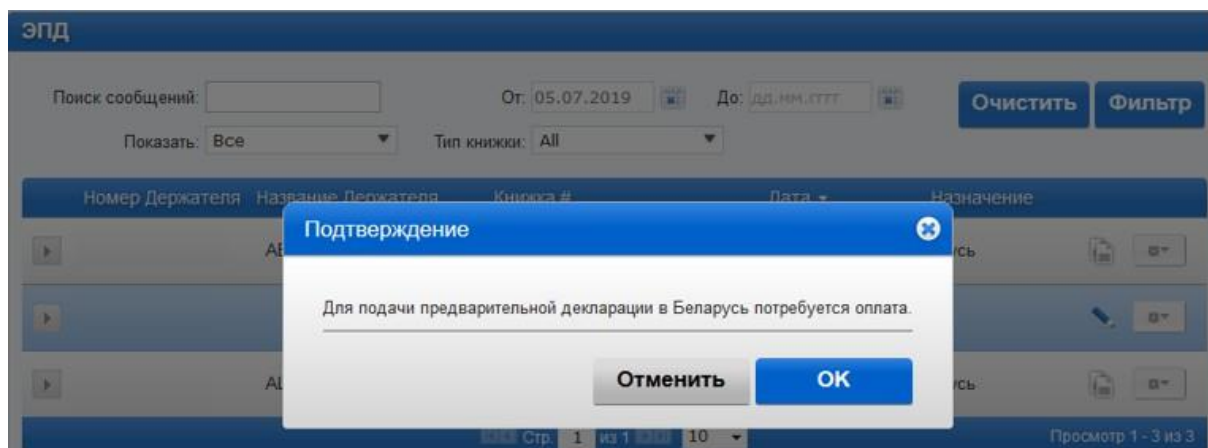 ЭПД
Поиск сообщений: От: 05.07.2019 До: дд.мм.гггг Очистить Фильтр
Показать: Все Тип книжки: All
Номер Держателя Название Держателя Книжка # Дата Назначение
Подтверждение
Для подачи предварительной декларации в Беларусь потребуется оплата.
Отменить OK
Стр. 1 из 1 10 Просмотр 1 - 3 из 3